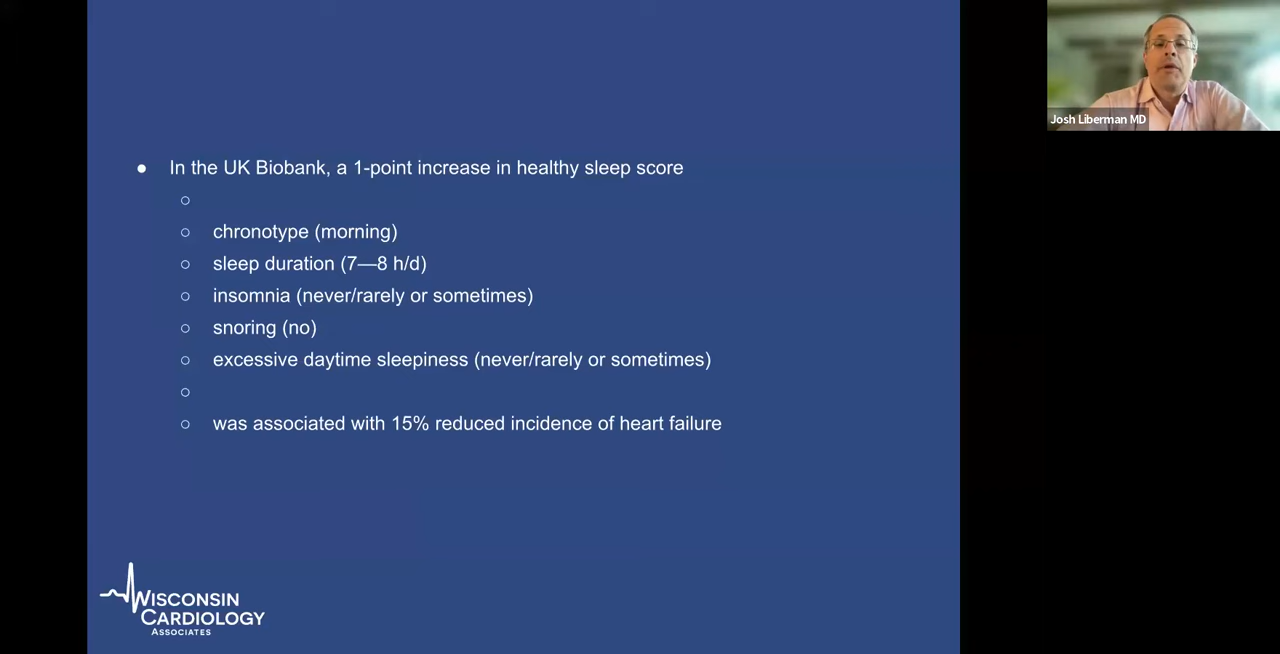 In the UK Biobank, a 1-point increase in healthy sleep score
chronotype (morning)
sleep duration (7—8 h/d)
insomnia (never/rarely or sometimes)
snoring (no)
excessive daytime sleepiness (never/rarely or sometimes)
was associated with 15% reduced incidence of heart failure
WISCONSIN
CARDIOLOGY
ASSOCIATES
Josh Liberman MD